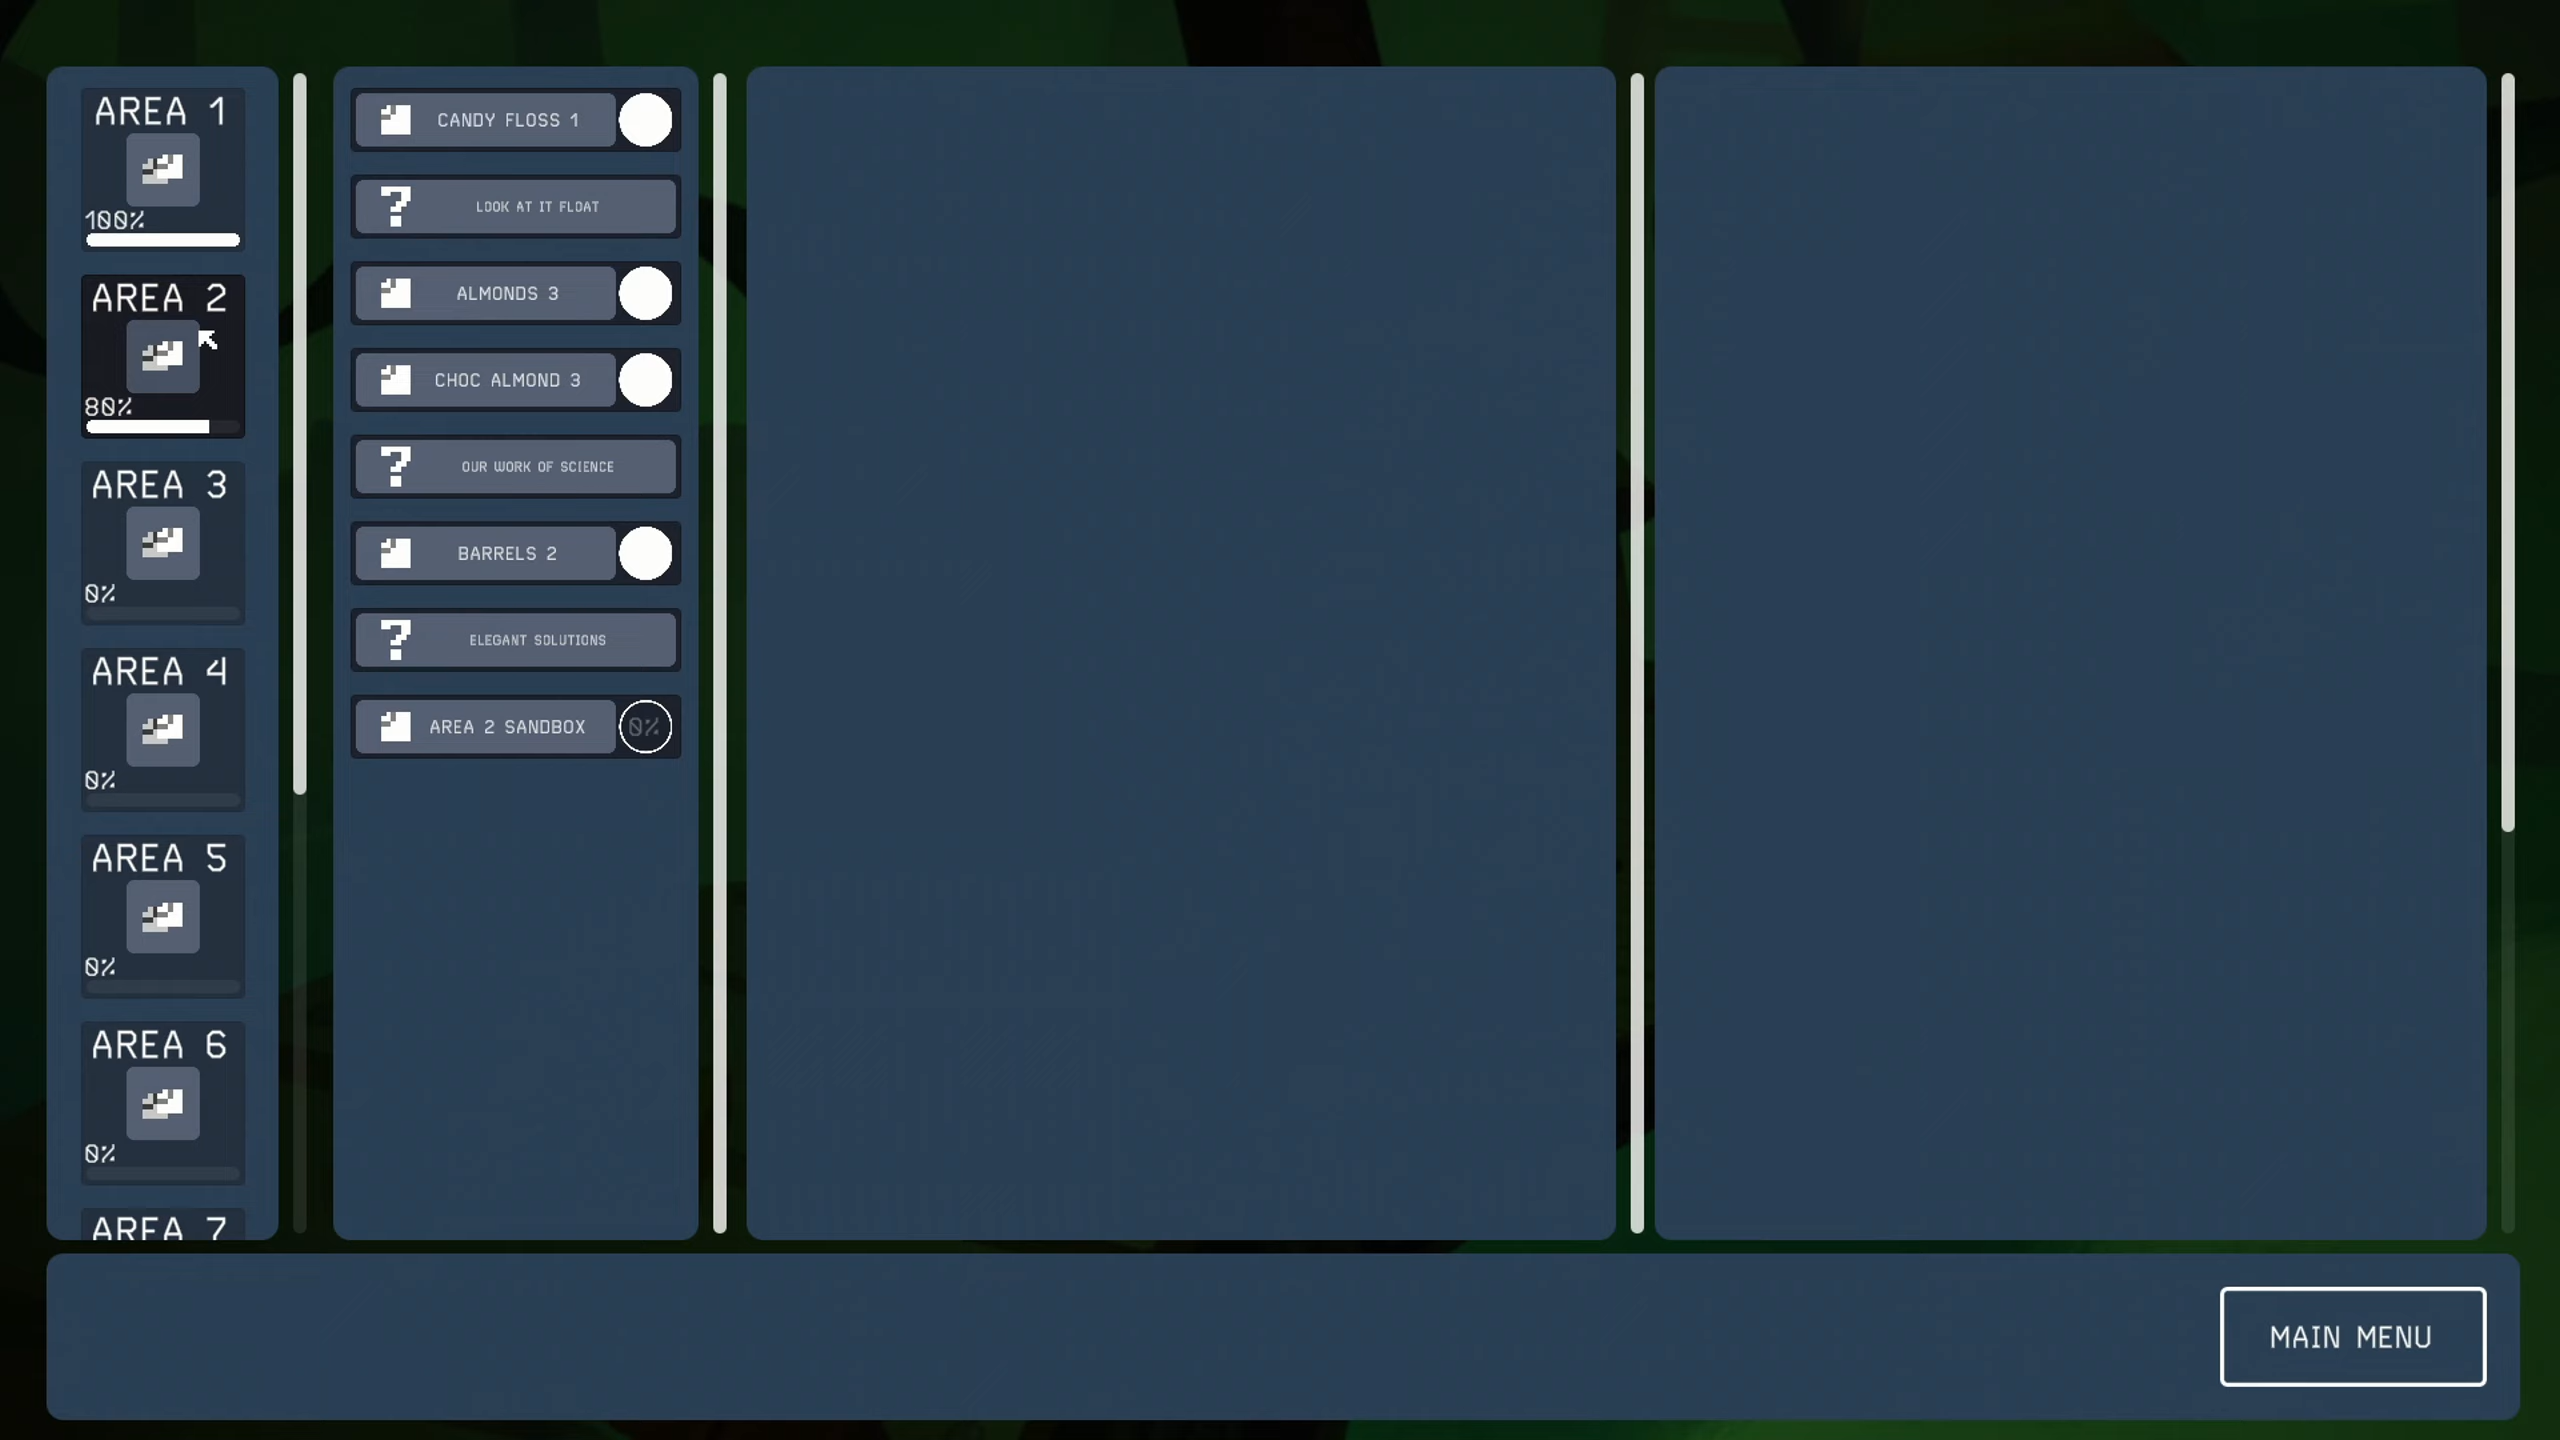 AREA 1
100%
AREA 2
80%
AREA 3
0%
AREA 4
0%
AREA 5
0%
AREA 6
0%
AREA 7
CANDY FLOSS 1
?
LOOK AT IT FLOAT
ALMONDS 3
CHOC ALMOND 3
?
OUR WORK OF SCIENCE
BARRELS 2
?
ELEGANT SOLUTIONS
AREA 2 SANDBOX
0%
MAIN MENU